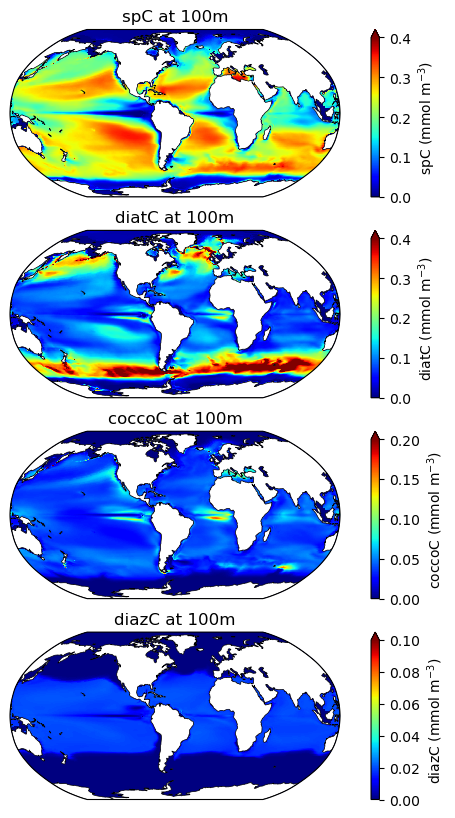 spC at 100m
0.4
0.3
0.2
0.1
0.0
spC (mmol m⁻³)
diatC at 100m
0.4
0.3
0.2
0.1
0.0
diatC (mmol m⁻³)
coccoC at 100m
0.20
0.15
0.10
0.05
0.00
coccoC (mmol m⁻³)
diazC at 100m
0.10
0.08
0.06
0.04
0.02
0.00
diazC (mmol m⁻³)